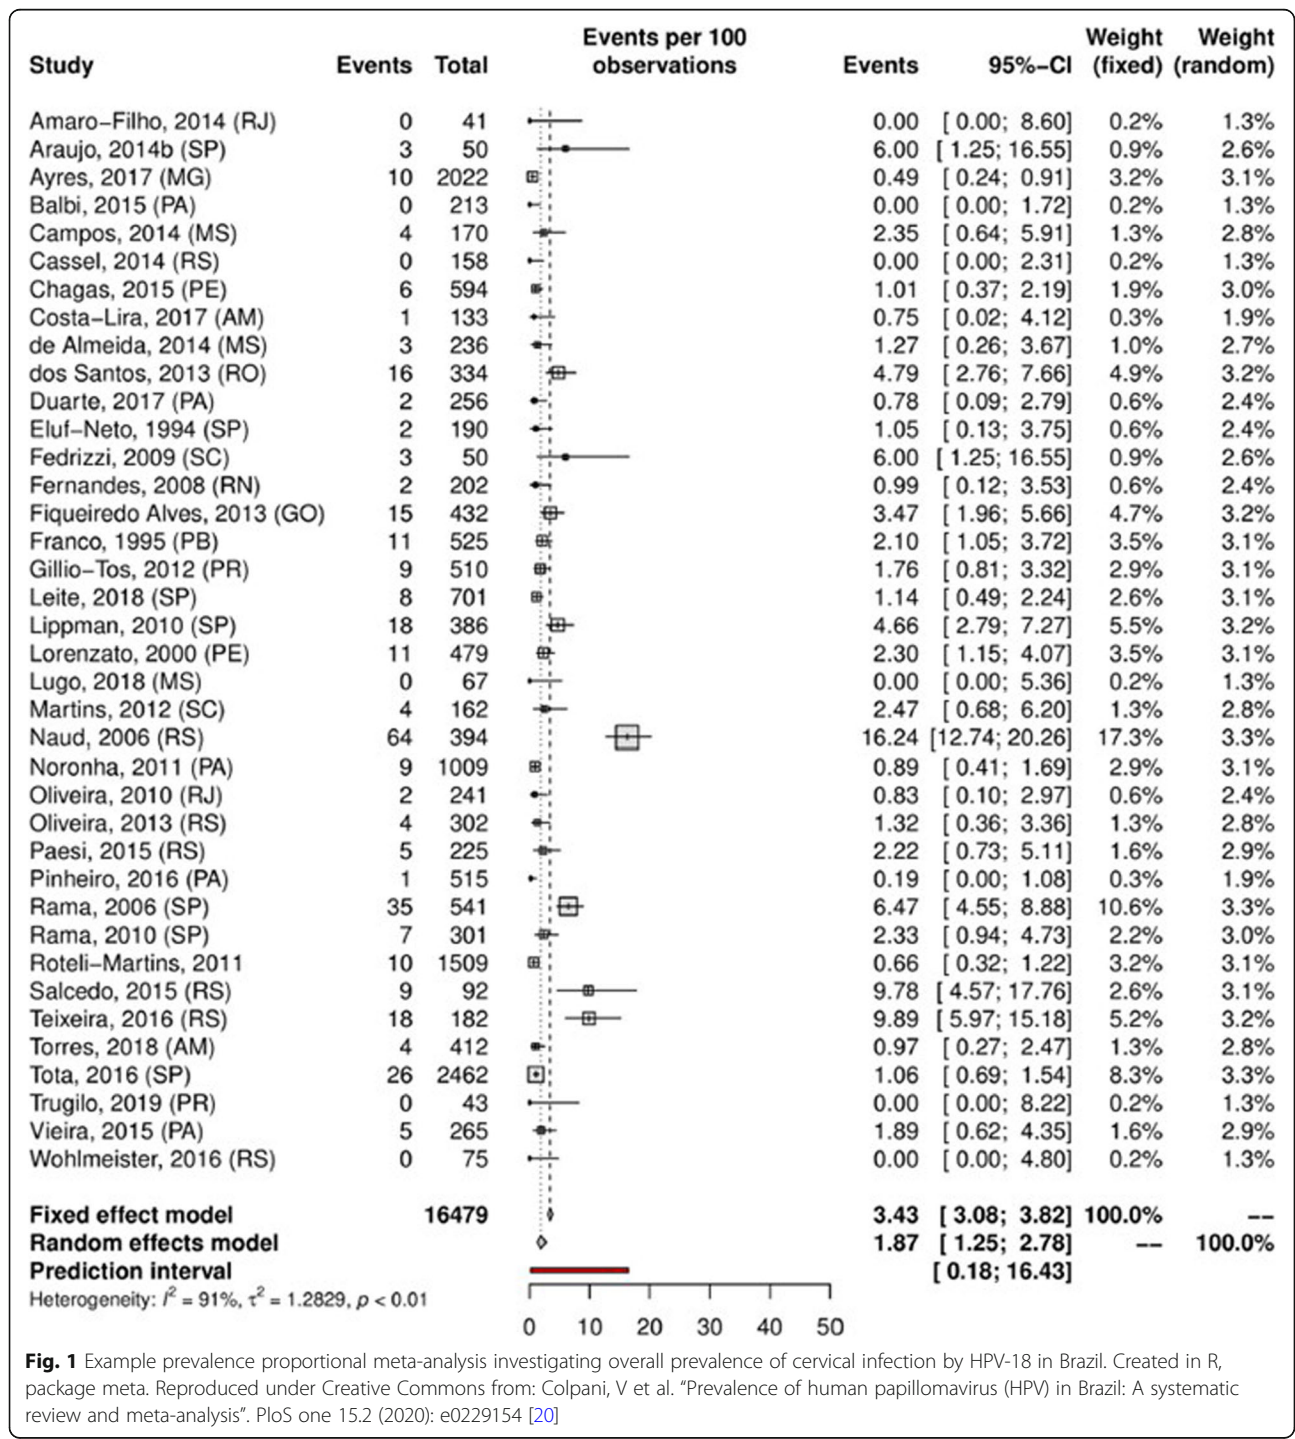 Study Events Total Events per 100 observations Events 95%–CI Weight (fixed) Weight (random)
Amaro–Filho, 2014 (RJ) 0 41 0.00 [ 0.00; 8.60] 0.2% 1.3%
Araujo, 2014b (SP) 3 50 6.00 [ 1.25; 16.55] 0.9% 2.6%
Ayres, 2017 (MG) 10 2022 0.49 [ 0.24; 0.91] 3.2% 3.1%
Balbi, 2015 (PA) 0 213 0.00 [ 0.00; 1.72] 0.2% 1.3%
Campos, 2014 (MS) 4 170 2.35 [ 0.64; 5.91] 1.3% 2.8%
Cassel, 2014 (RS) 0 158 0.00 [ 0.00; 2.31] 0.2% 1.3%
Chagas, 2015 (PE) 6 594 1.01 [ 0.37; 2.19] 1.9% 3.0%
Costa–Lira, 2017 (AM) 1 133 0.75 [ 0.02; 4.12] 0.3% 1.9%
de Almeida, 2014 (MS) 3 236 1.27 [ 0.26; 3.67] 1.0% 2.7%
dos Santos, 2013 (RO) 16 334 4.79 [ 2.76; 7.66] 4.9% 3.2%
Duarte, 2017 (PA) 2 256 0.78 [ 0.09; 2.79] 0.6% 2.4%
Eluf–Neto, 1994 (SP) 2 190 1.05 [ 0.13; 3.75] 0.6% 2.4%
Fedrizzi, 2009 (SC) 3 50 6.00 [ 1.25; 16.55] 0.9% 2.6%
Fernandes, 2008 (RN) 2 202 0.99 [ 0.12; 3.53] 0.6% 2.4%
Fiqueiredo Alves, 2013 (GO) 15 432 3.47 [ 1.96; 5.66] 4.7% 3.2%
Franco, 1995 (PB) 11 525 2.10 [ 1.05; 3.72] 3.5% 3.1%
Gillio–Tos, 2012 (PR) 9 510 1.76 [ 0.81; 3.32] 2.9% 3.1%
Leite, 2018 (SP) 8 701 1.14 [ 0.49; 2.24] 2.6% 3.1%
Lippman, 2010 (SP) 18 386 4.66 [ 2.79; 7.27] 5.5% 3.2%
Lorenzato, 2000 (PE) 11 479 2.30 [ 1.15; 4.07] 3.5% 3.1%
Lugo, 2018 (MS) 0 67 0.00 [ 0.00; 5.36] 0.2% 1.3%
Martins, 2012 (SC) 4 162 2.47 [ 0.68; 6.20] 1.3% 2.8%
Naud, 2006 (RS) 64 394 16.24 [12.74; 20.26] 17.3% 3.3%
Noronha, 2011 (PA) 9 1009 0.89 [ 0.41; 1.69] 2.9% 3.1%
Oliveira, 2010 (RJ) 2 241 0.83 [ 0.10; 2.97] 0.6% 2.4%
Oliveira, 2013 (RS) 4 302 1.32 [ 0.36; 3.36] 1.3% 2.8%
Paesi, 2015 (RS) 5 225 2.22 [ 0.73; 5.11] 1.6% 2.9%
Pinheiro, 2016 (PA) 1 515 0.19 [ 0.00; 1.08] 0.3% 1.9%
Rama, 2006 (SP) 35 541 6.47 [ 4.55; 8.88] 10.6% 3.3%
Rama, 2010 (SP) 7 301 2.33 [ 0.94; 4.73] 2.2% 3.0%
Roteli–Martins, 2011 10 1509 0.66 [ 0.32; 1.22] 3.2% 3.1%
Salcedo, 2015 (RS) 9 92 9.78 [ 4.57; 17.76] 2.6% 3.1%
Teixeira, 2016 (RS) 18 182 9.89 [ 5.97; 15.18] 5.2% 3.2%
Torres, 2018 (AM) 4 412 0.97 [ 0.27; 2.47] 1.3% 2.8%
Tota, 2016 (SP) 26 2462 1.06 [ 0.69; 1.54] 8.3% 3.3%
Trugilo, 2019 (PR) 0 43 0.00 [ 0.00; 8.22] 0.2% 1.3%
Vieira, 2015 (PA) 5 265 1.89 [ 0.62; 4.35] 1.6% 2.9%
Wohlmeister, 2016 (RS) 0 75 0.00 [ 0.00; 4.80] 0.2% 1.3%
Fixed effect model 16479 3.43 [ 3.08; 3.82] 100.0% ––
Random effects model 1.87 [ 1.25; 2.78] –– 100.0%
Prediction interval [ 0.18; 16.43]
Heterogeneity: I² = 91%, τ² = 1.2829, p < 0.01
0 10 20 30 40 50
Fig. 1 Example prevalence proportional meta-analysis investigating overall prevalence of cervical infection by HPV-18 in Brazil. Created in R,
package meta. Reproduced under Creative Commons from: Colpani, V et al. “Prevalence of human papillomavirus (HPV) in Brazil: A systematic
review and meta-analysis”. PloS one 15.2 (2020): e0229154 [20]